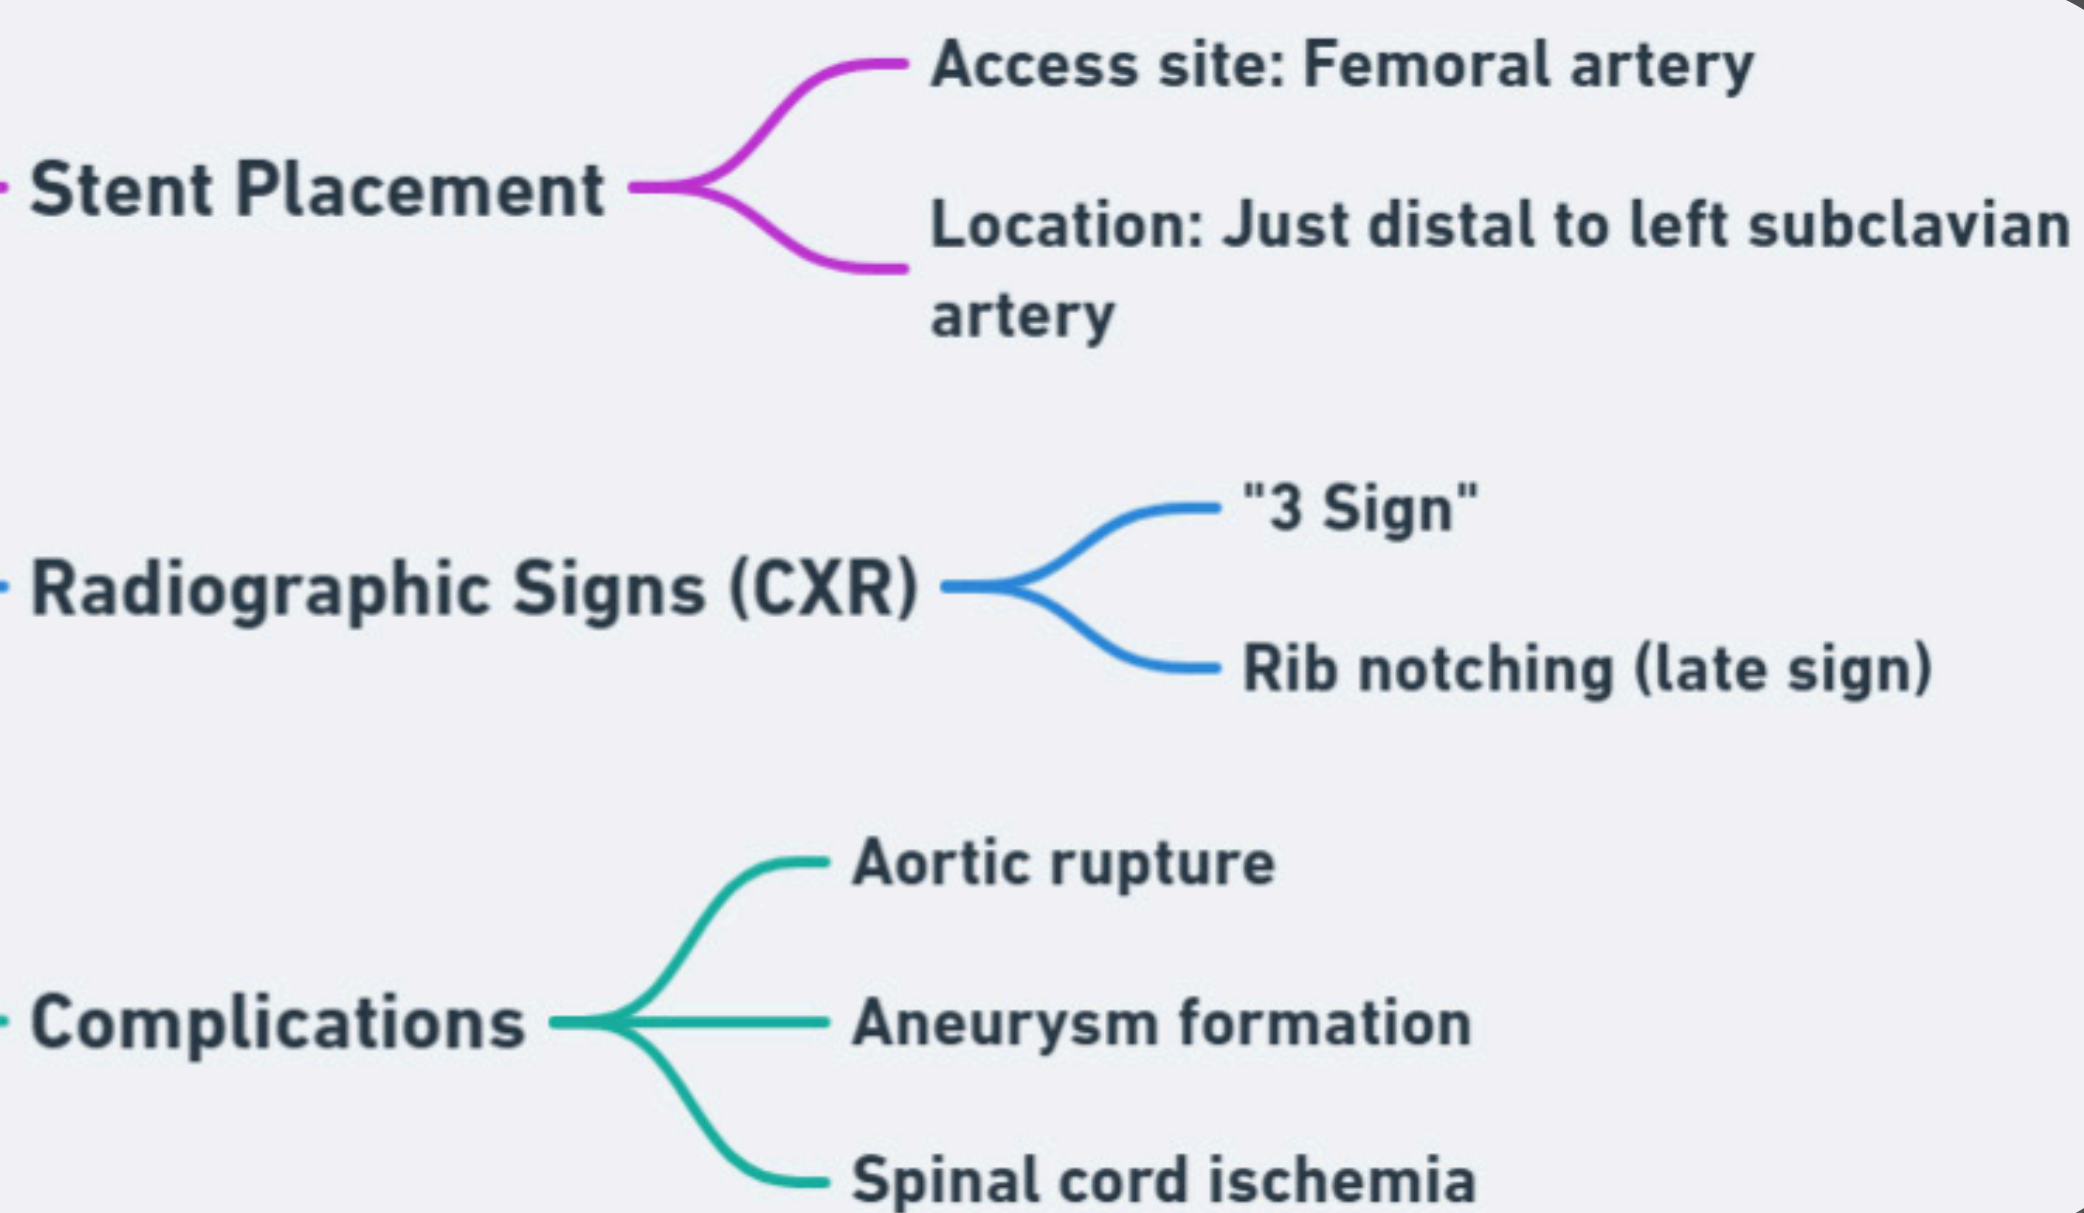 Access site: Femoral artery
Stent Placement
Location: Just distal to left subclavian
artery
"3 Sign"
Radiographic Signs (CXR)
Rib notching (late sign)
Aortic rupture
Complications
Aneurysm formation
Spinal cord ischemia